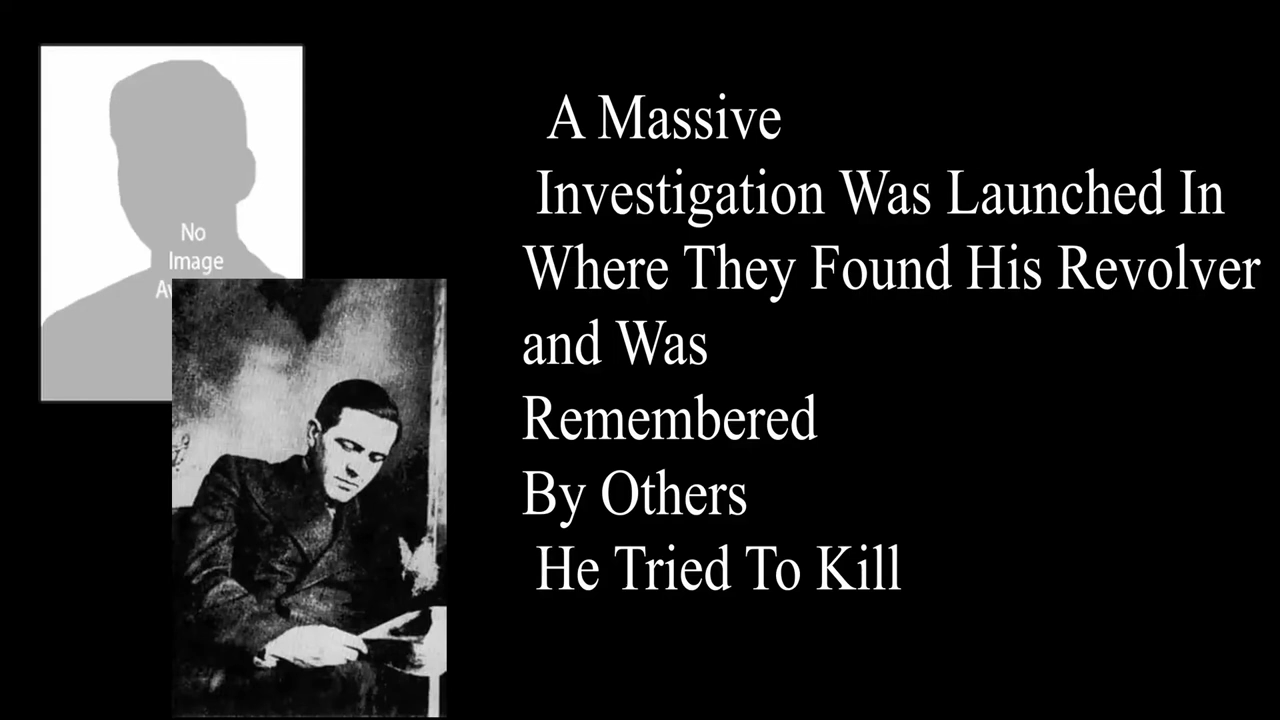 No
Image
A Massive
Investigation Was Launched In
Where They Found His Revolver
and Was
Remembered
By Others
He Tried To Kill